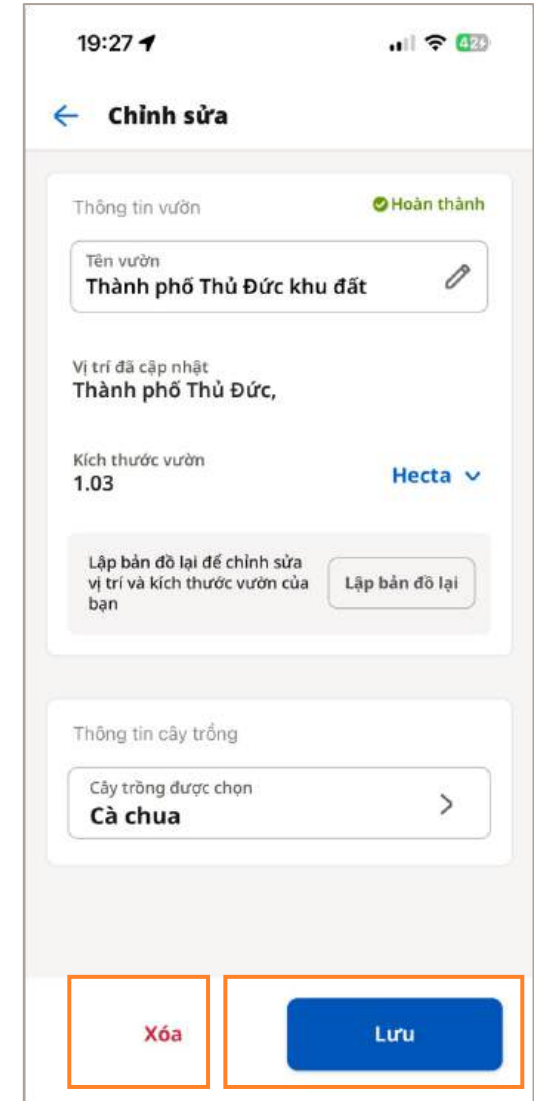 19:27
42
Chỉnh sửa
Thông tin vườn
Hoàn thành
Tên vườn
Thành phố Thủ Đức khu đất
Vị trí đã cập nhật
Thành phố Thủ Đức,
Kích thước vườn
1.03
Hecta
Lập bản đồ lại để chỉnh sửa
vị trí và kích thước vườn của
bạn
Lập bản đồ lại
Thông tin cây trồng
Cây trồng được chọn
Cà chua
Xóa
Lưu